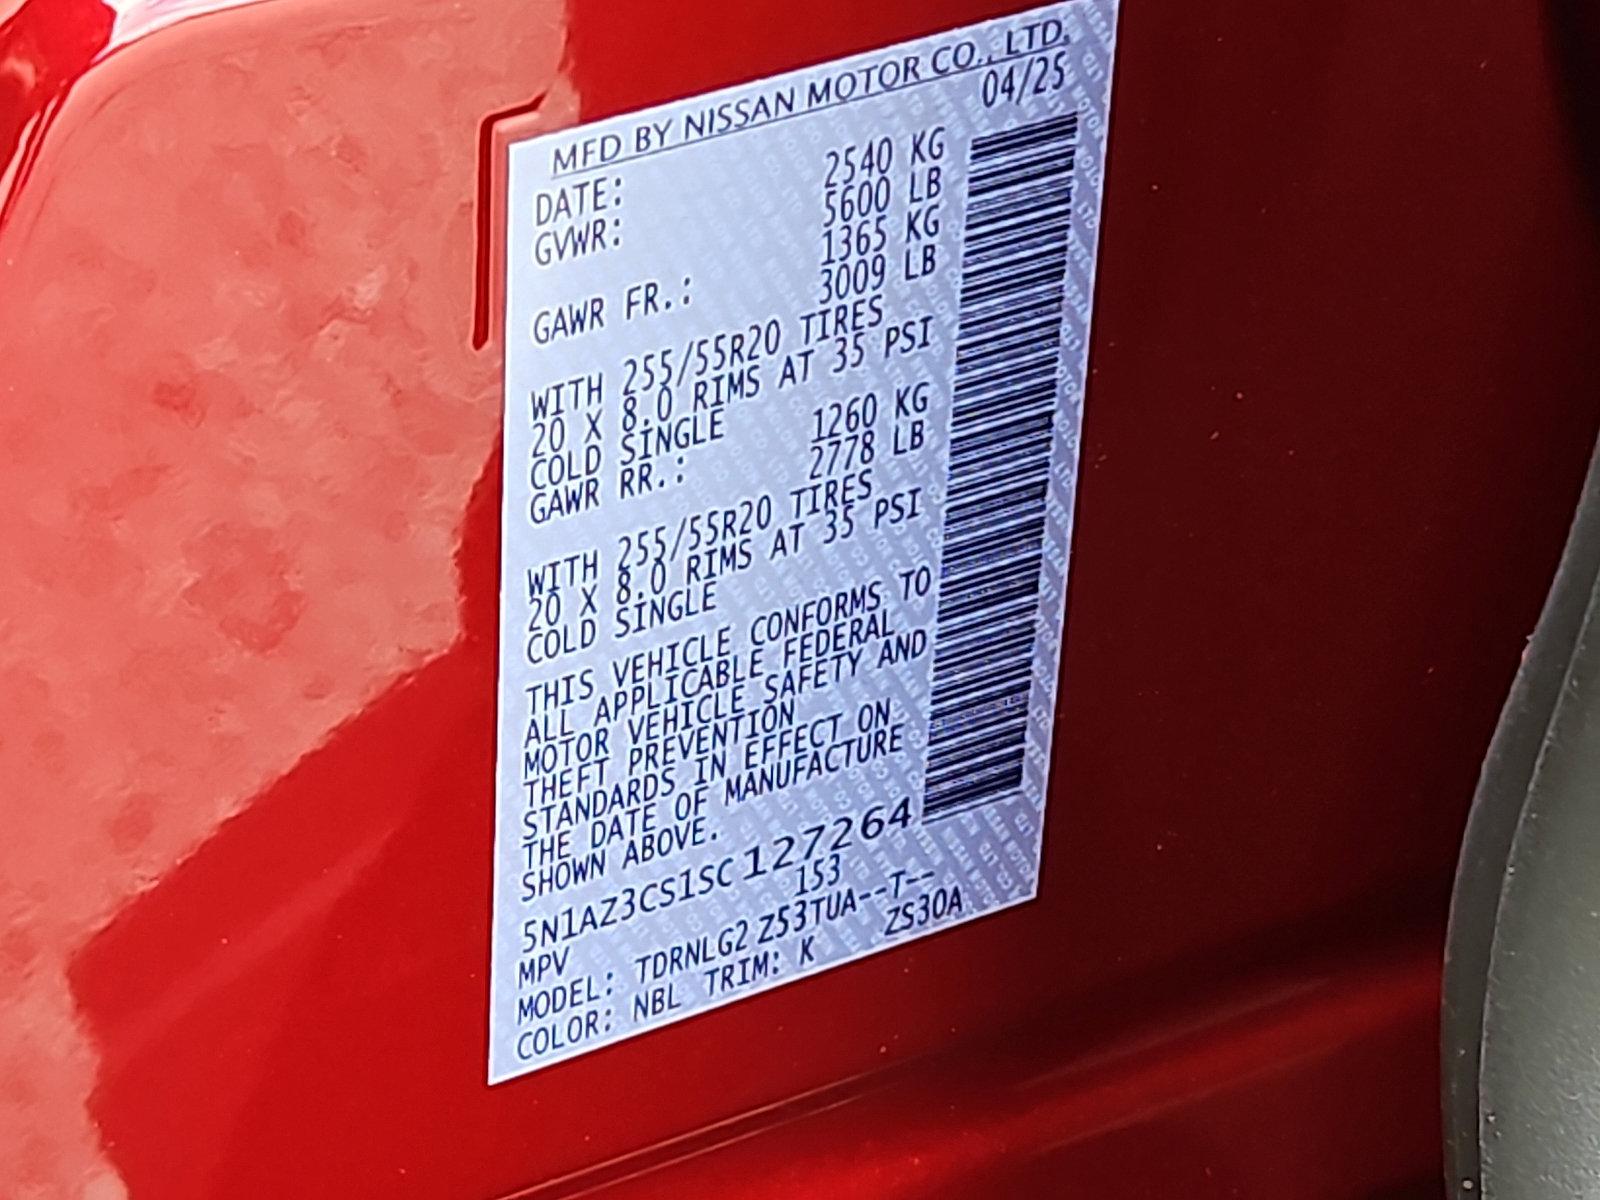 MFD BY NISSAN MOTOR CO., LTD.
DATE: 04/25
GVWR: 2540 KG
5600 LB
GAWR FR.: 1365 KG
3009 LB
WITH 255/55R20 TIRES
20 X 8.0 RIMS AT 35 PSI
COLD SINGLE
GAWR RR.: 1260 KG
2778 LB
WITH 255/55R20 TIRES
20 X 8.0 RIMS AT 35 PSI
COLD SINGLE
THIS VEHICLE CONFORMS TO
ALL APPLICABLE FEDERAL
MOTOR VEHICLE SAFETY AND
THEFT PREVENTION
STANDARDS IN EFFECT ON
THE DATE OF MANUFACTURE
SHOWN ABOVE.
5N1AZ3CS1SC127264
MPV 153
MODEL: TDRNLG2 Z53TUA--T--
COLOR: NBL TRIM: K ZS30A